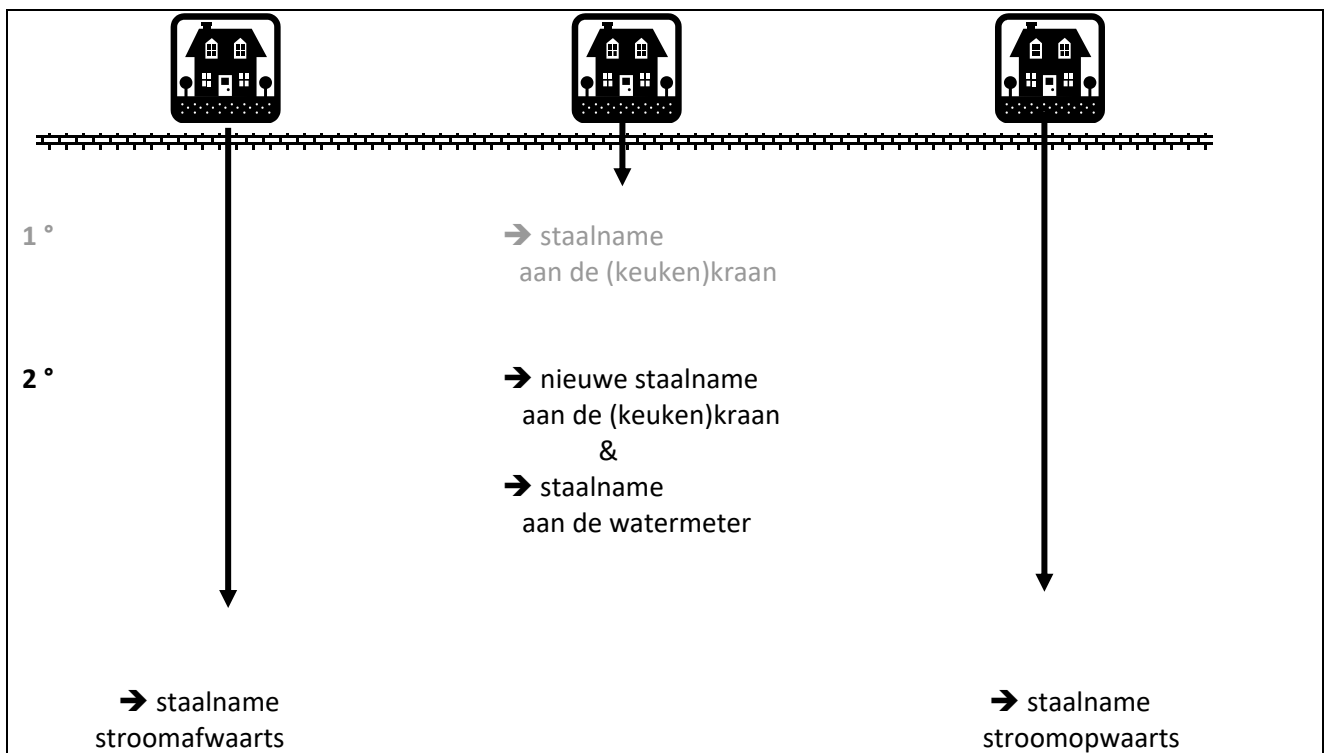 1 °
➔ staalname
aan de (keuken)kraan
2 °
➔ nieuwe staalname
aan de (keuken)kraan
&
➔ staalname
aan de watermeter
➔ staalname
stroomafwaarts
➔ staalname
stroomopwaarts